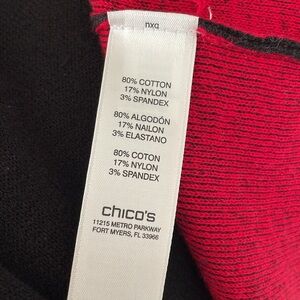 nxq
80% COTTON
17% NYLON
3% SPANDEX
80% ALGODÓN
17% NAILON
3% ELASTANO
80% COTON
17% NYLON
3% SPANDEX
chico's
11215 METRO PARKWAY
FORT MYERS, FL 33966